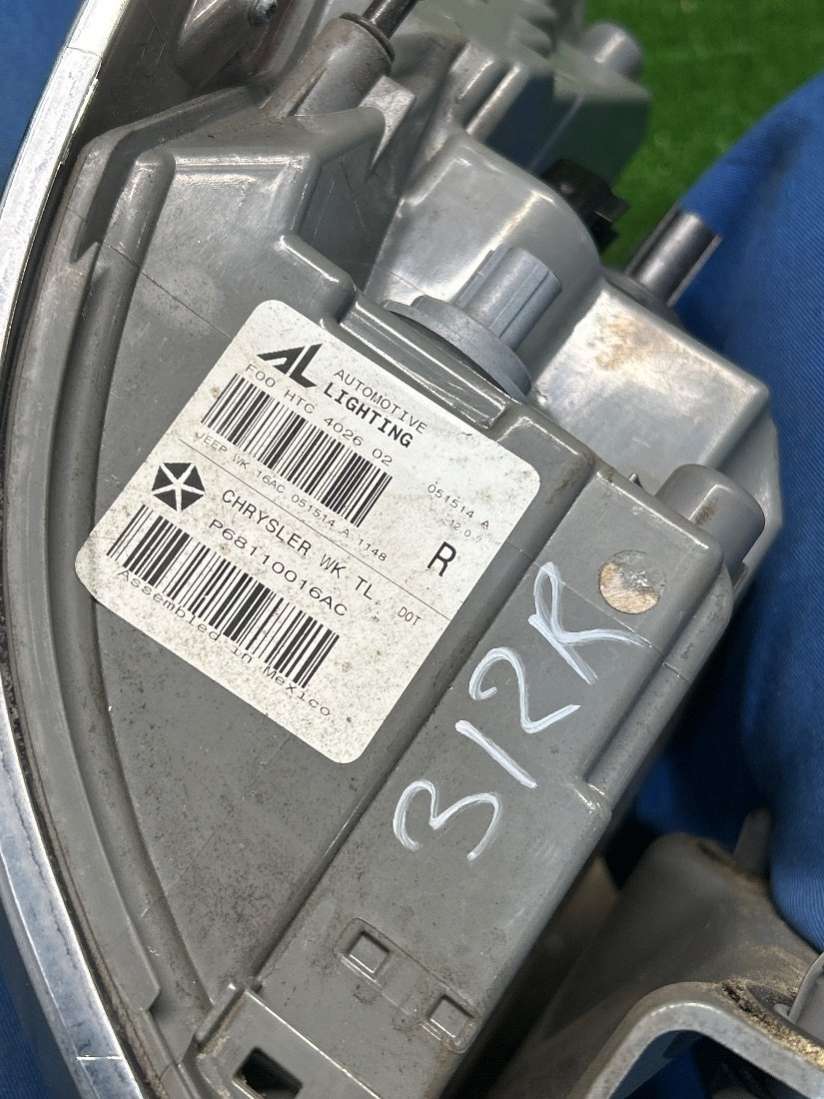 AL AUTOMOTIVE
LIGHTING
F00 HTC 4026 02
051514 A
VEEP WK 16AC 051514 A 1148
R
CHRYSLER WK TL. DOT
P68110016AC
Assembled in Mexico
312R